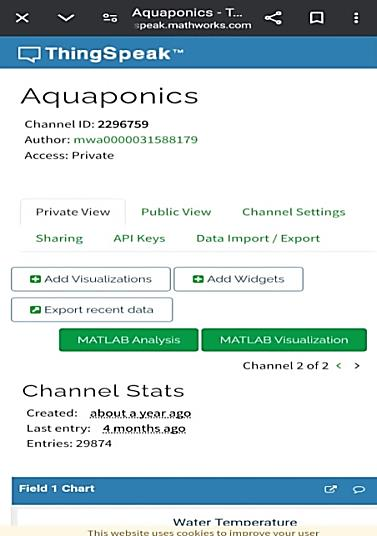 Aquaponics - T...
speak.mathworks.com
ThingSpeak™
Aquaponics
Channel ID: 2296759
Author: mwa0000031588179
Access: Private
Private View Public View Channel Settings
Sharing API Keys Data Import / Export
Add Visualizations Add Widgets
Export recent data
MATLAB Analysis MATLAB Visualization
Channel 2 of 2 < >
Channel Stats
Created: about a year ago
Last entry: 4 months ago
Entries: 29874
Field 1 Chart
Water Temperature
This website uses cookies to improve your user